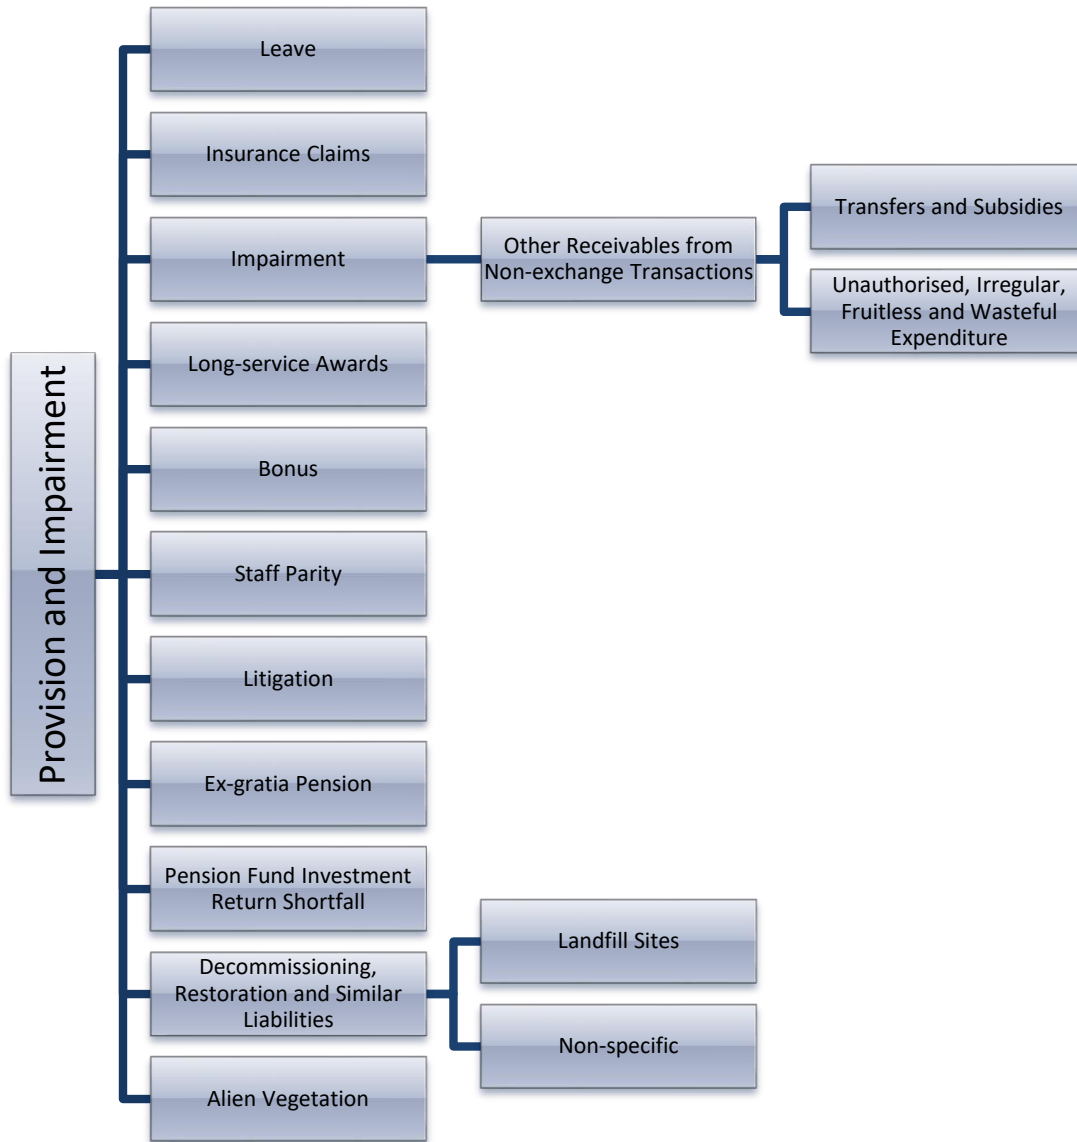 Provision and Impairment
Leave
Insurance Claims
Impairment
Other Receivables from
Non-exchange Transactions
Transfers and Subsidies
Unauthorised, Irregular,
Fruitless and Wasteful
Expenditure
Long-service Awards
Bonus
Staff Parity
Litigation
Ex-gratia Pension
Pension Fund Investment
Return Shortfall
Decommissioning,
Restoration and Similar
Liabilities
Landfill Sites
Non-specific
Alien Vegetation